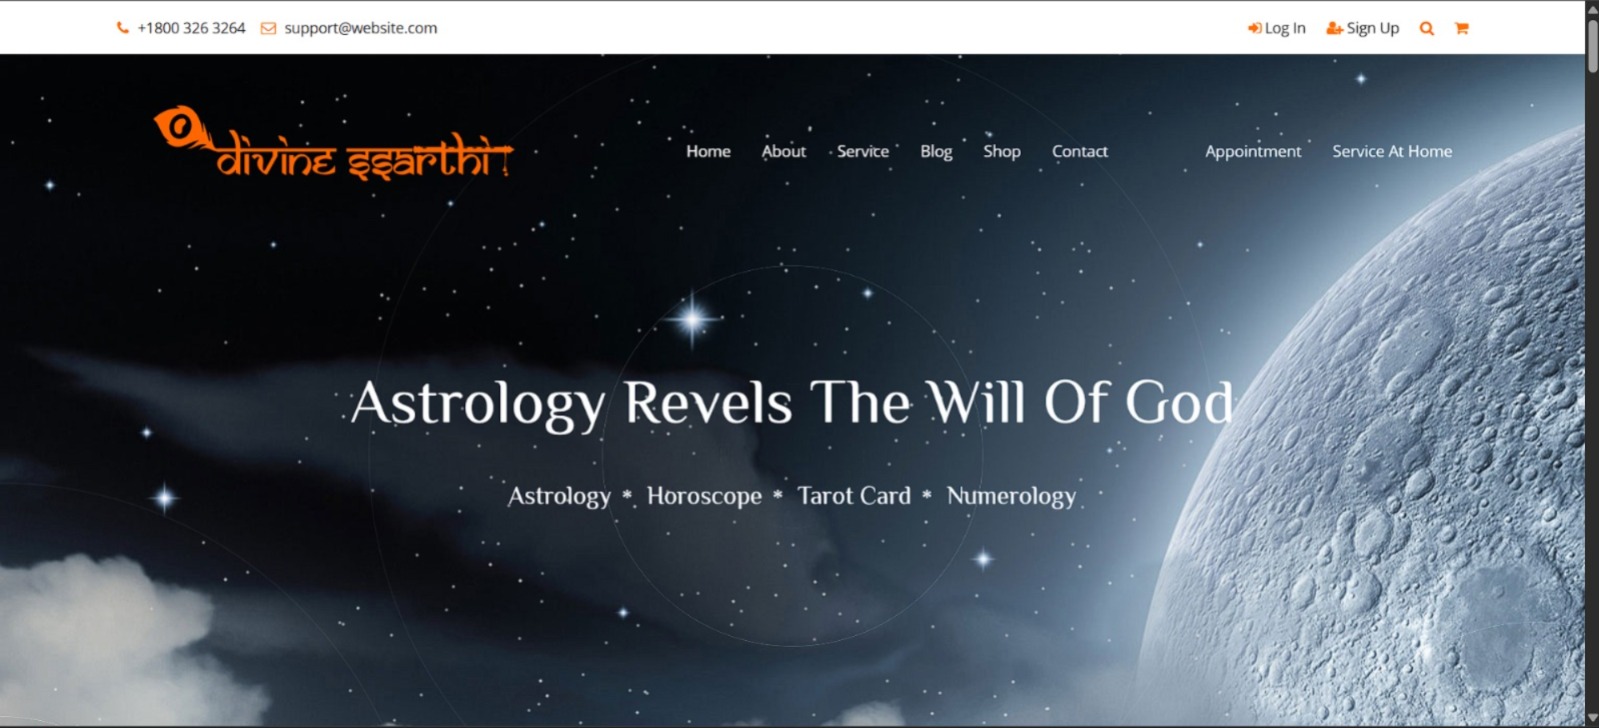 +1800 326 3264 support@website.com Log In Sign Up
divine ssarthi
Home About Service Blog Shop Contact Appointment Service At Home
Astrology Revels The Will Of God
Astrology * Horoscope * Tarot Card * Numerology